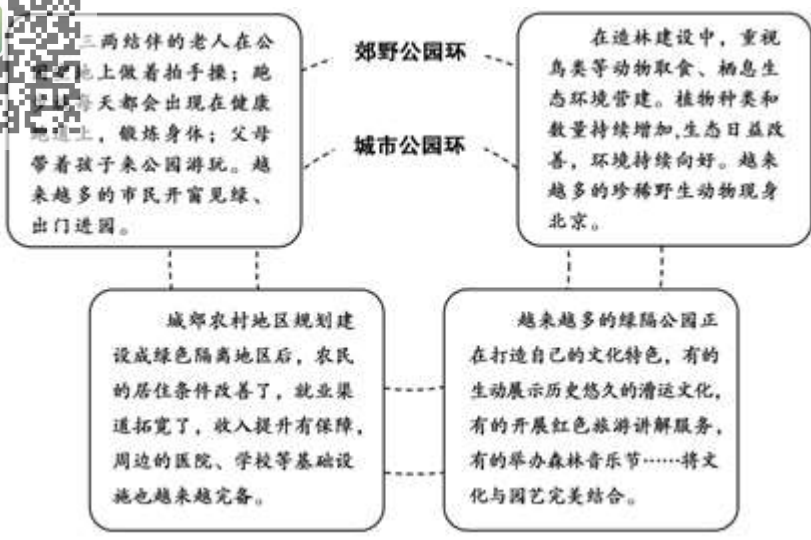 三两结伴的老人在公
地上做着拍手操；跑
每天都会出现在健康
上，锻炼身体；父母
带着孩子来公园游玩。越
来越多的市民开窗见绿、
出门进园。
郊野公园环
城市公园环
在造林建设中，重视
鸟类等动物取食、栖息生
态环境营建。植物种类和
数量持续增加,生态日益改
善，环境持续向好。越来
越多的珍稀野生动物现身
北京。
城郊农村地区规划建
设成绿色隔离地区后，农民
的居住条件改善了，就业渠
道拓宽了，收入提升有保障，
周边的医院、学校等基础设
施也越来越完备。
越来越多的绿隔公园正
在打造自己的文化特色，有的
生动展示历史悠久的漕运文化，
有的开展红色旅游讲解服务，
有的举办森林音乐节……将文
化与园艺完美结合。